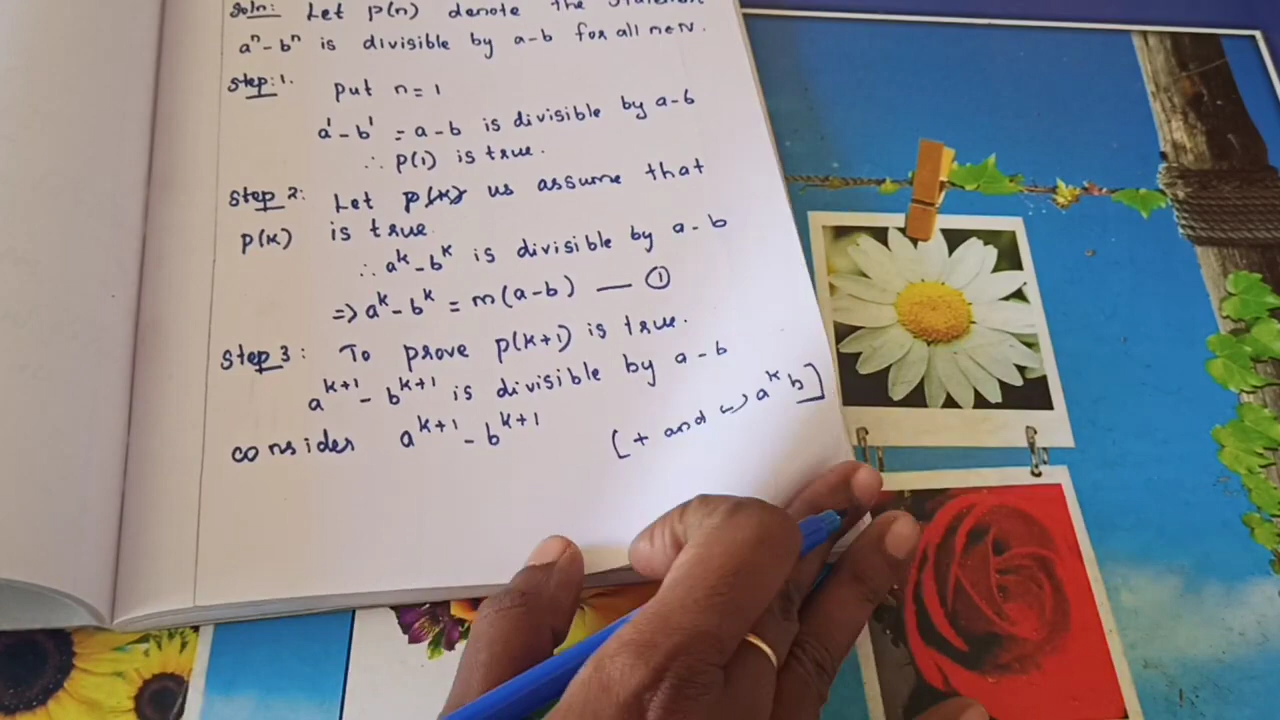 Soln: Let p(n) denote the
aⁿ - bⁿ is divisible by a-b for all n∈N.
Step:1. put n=1
a¹ - b¹ = a-b is divisible by a-b
∴ p(1) is true.
Step 2: Let p(k) us assume that
p(k) is true.
∴ aᵏ - bᵏ is divisible by a-b
=> aᵏ - bᵏ = m(a-b) — ①
Step 3: To prove p(k+1) is true.
aᵏ⁺¹ - bᵏ⁺¹ is divisible by a-b
consider aᵏ⁺¹ - bᵏ⁺¹ [+ and (-) aᵏb]